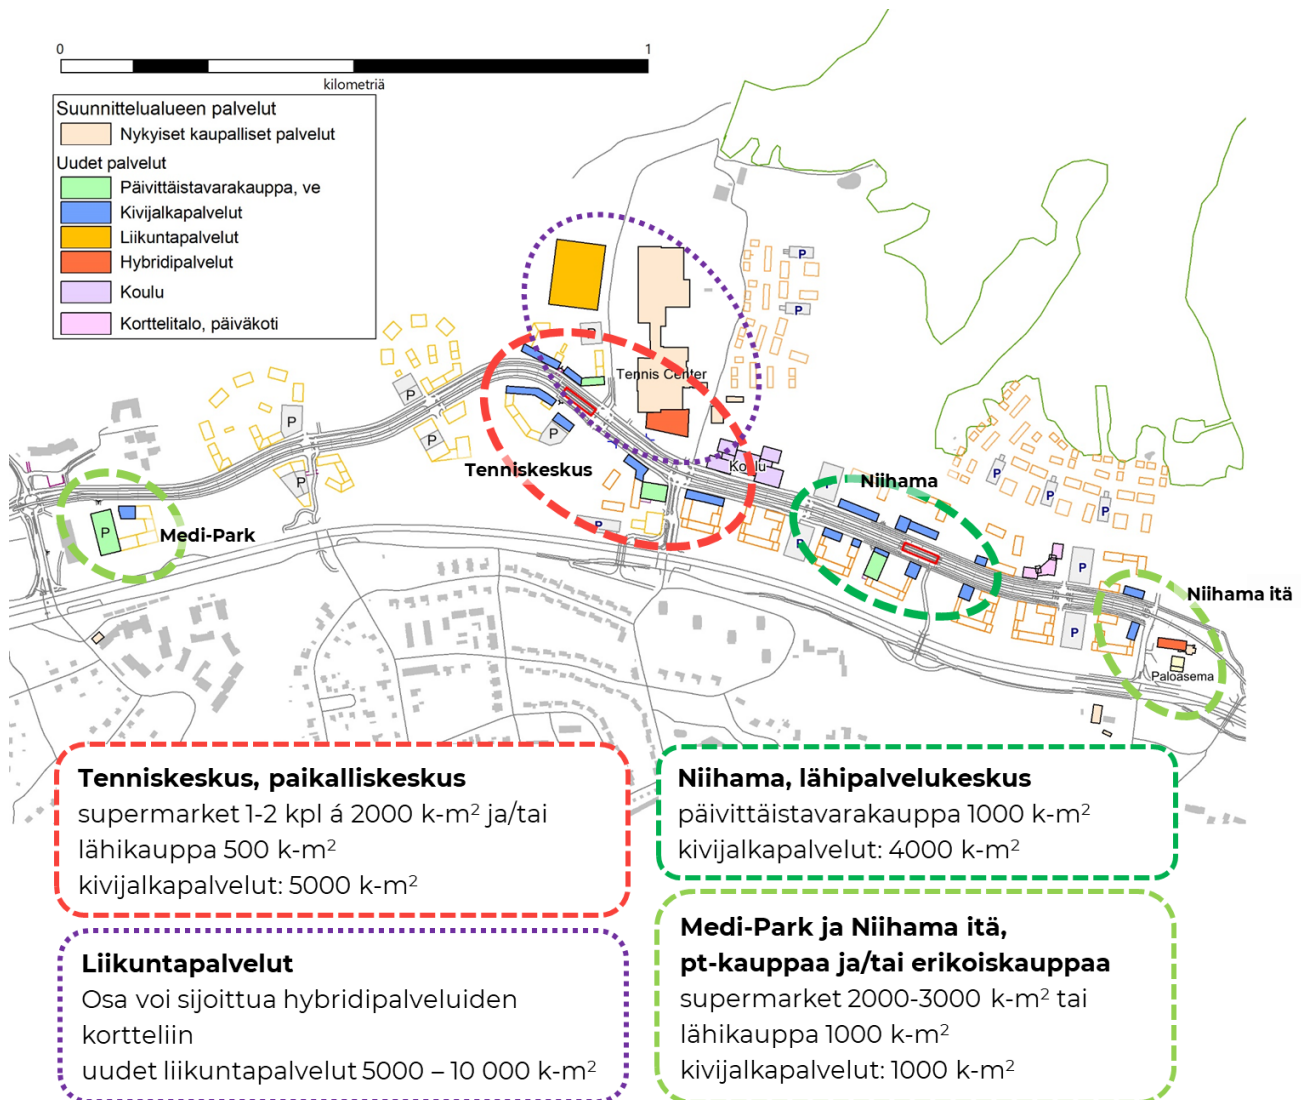 0 1
kilometriä
Suunnittelualueen palvelut
Nykyiset kaupalliset palvelut
Uudet palvelut
Päivittäistavarakauppa, ve
Kivijalkapalvelut
Liikuntapalvelut
Hybridipalvelut
Koulu
Korttelitalo, päiväkoti
P
P
P
Tennis Center
P
P
P
P
Tenniskeskus
Koulu
P
P
Niihama
P
P
P
P
P
Medi-Park
P
P
P
P
Niihama itä
P
Paloasema
Tenniskeskus, paikalliskeskus
supermarket 1-2 kpl á 2000 k-m² ja/tai
lähikauppa 500 k-m²
kivijalkapalvelut: 5000 k-m²
Niihama, lähipalvelukeskus
päivittäistavarakauppa 1000 k-m²
kivijalkapalvelut: 4000 k-m²
Liikuntapalvelut
Osa voi sijoittua hybridipalveluiden
kortteliin
uudet liikuntapalvelut 5000 – 10 000 k-m²
Medi-Park ja Niihama itä,
pt-kauppaa ja/tai erikoiskauppaa
supermarket 2000-3000 k-m² tai
lähikauppa 1000 k-m²
kivijalkapalvelut: 1000 k-m²